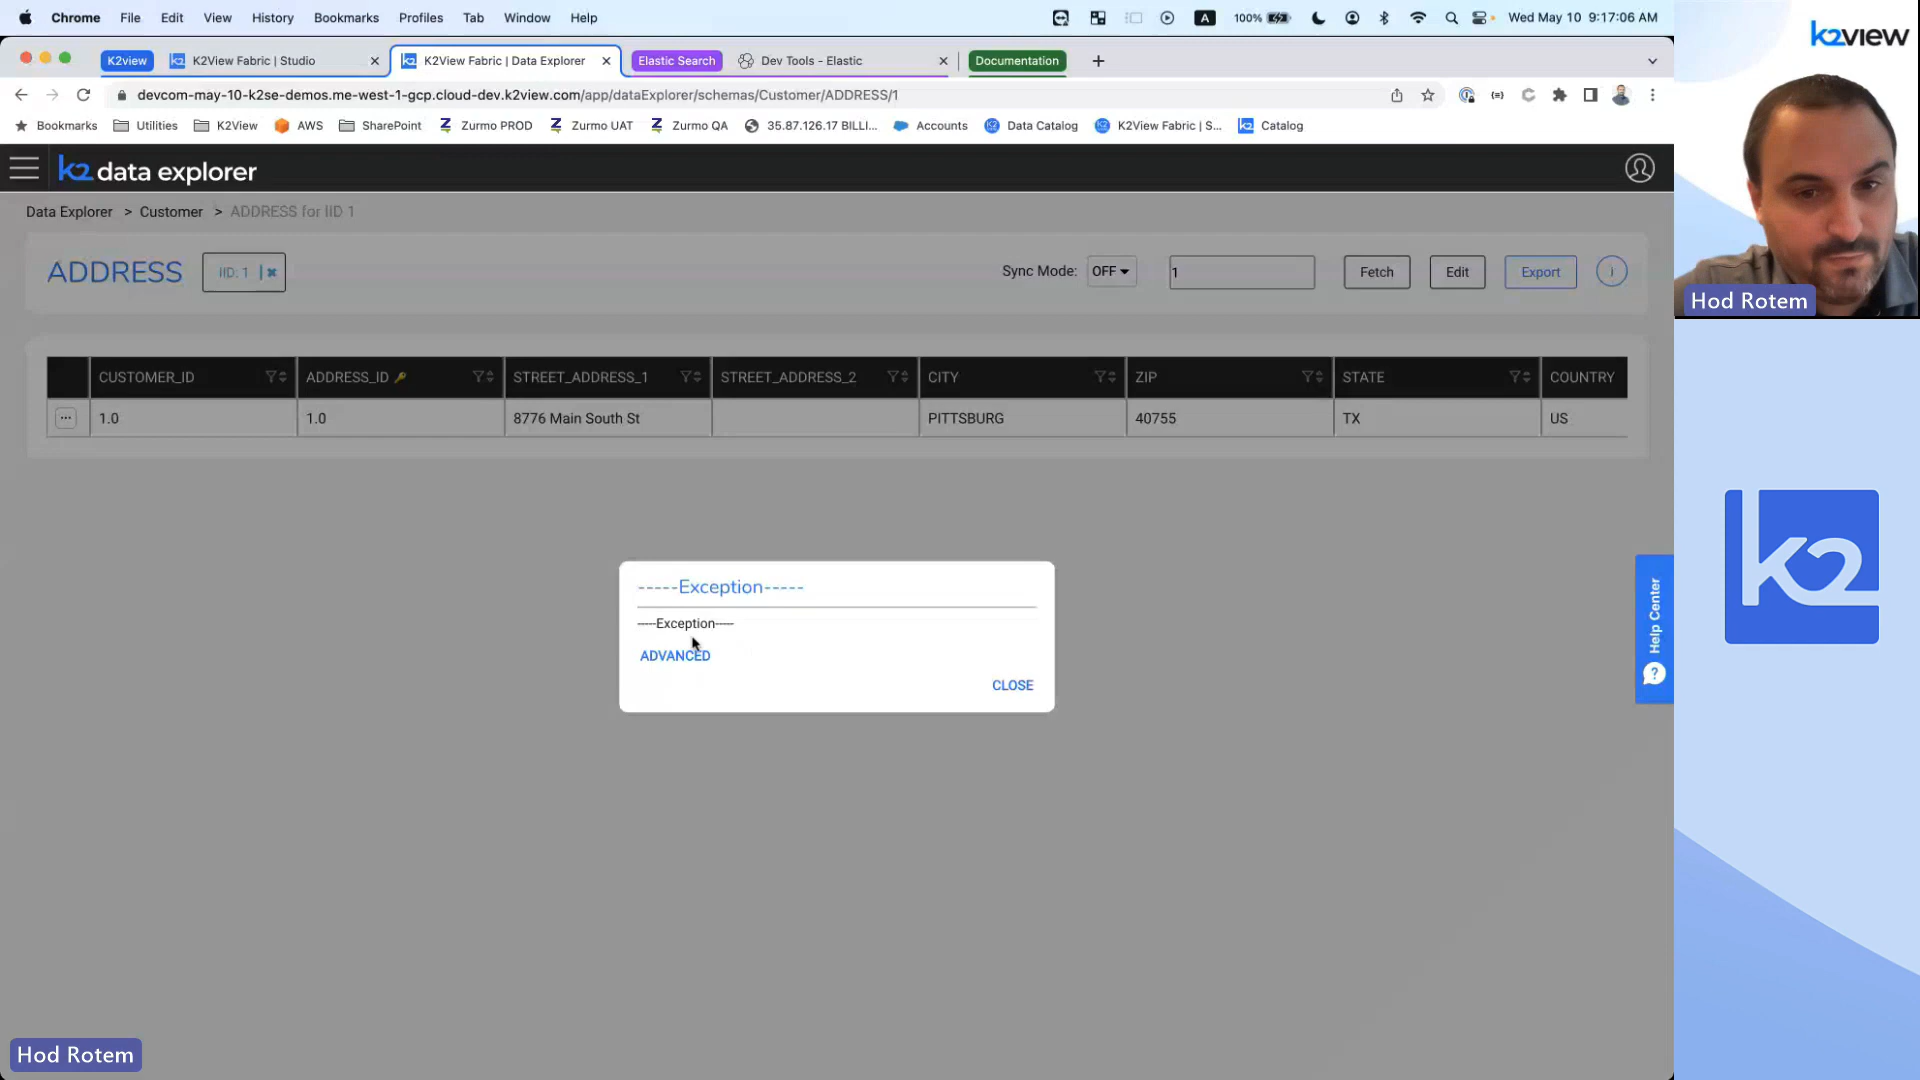 Chrome File Edit View History Bookmarks Profiles Tab Window Help
A 100% Wed May 10 9:17:06 AM
K2view K2View Fabric | Studio K2View Fabric | Data Explorer Elastic Search Dev Tools - Elastic Documentation
devcom-may-10-k2se-demos.me-west-1-gcp.cloud-dev.k2view.com/app/dataExplorer/schemas/Customer/ADDRESS/1
Bookmarks Utilities K2View AWS SharePoint Zurmo PROD Zurmo UAT Zurmo QA 35.87.126.17 BILLI... Accounts Data Catalog K2View Fabric | S... Catalog
k2 data explorer
Data Explorer > Customer > ADDRESS for IID 1
ADDRESS IID. 1 Sync Mode: OFF 1 Fetch Edit Export i
CUSTOMER_ID ADDRESS_ID STREET_ADDRESS_1 STREET_ADDRESS_2 CITY ZIP STATE COUNTRY
... 1.0 1.0 8776 Main South St PITTSBURG 40755 TX US
-----Exception-----
-----Exception-----
ADVANCED
CLOSE
Help Center
?
k2view
Hod Rotem
k2
Hod Rotem